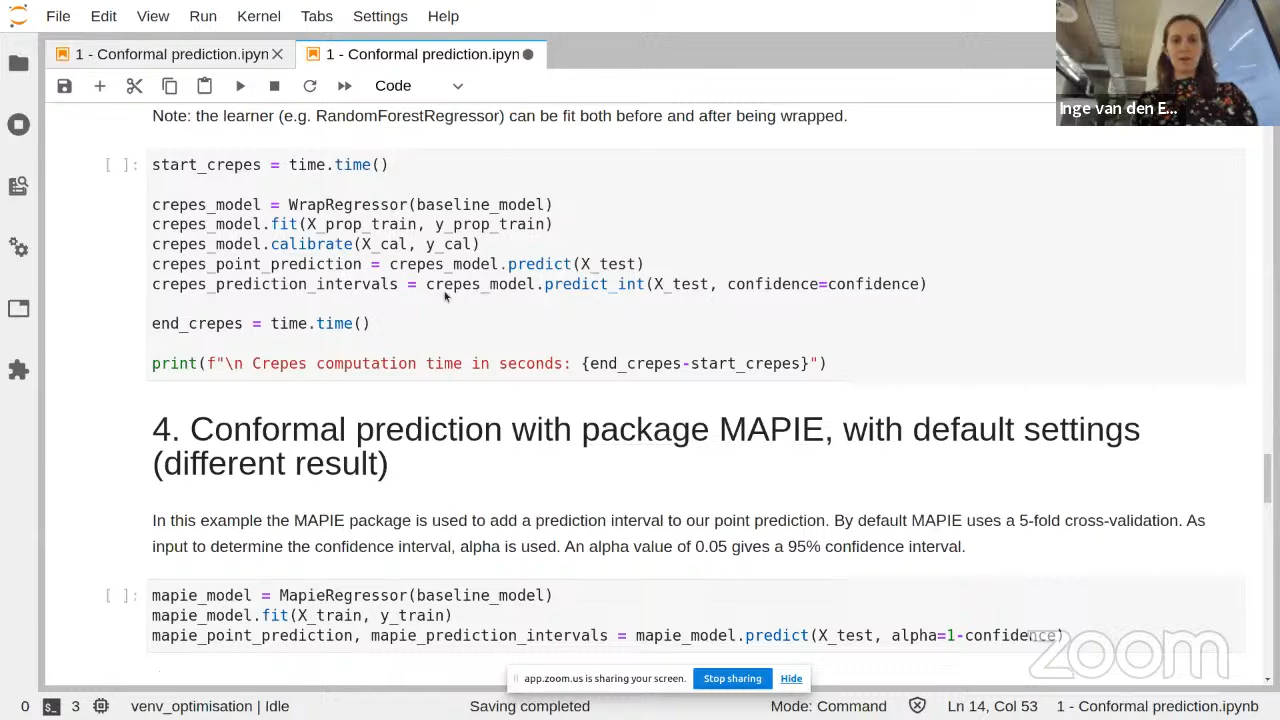 File Edit View Run Kernel Tabs Settings Help
1 - Conformal prediction.ipyn
1 - Conformal prediction.ipyn
Code
Inge van den E...
Note: the learner (e.g. RandomForestRegressor) can be fit both before and after being wrapped.
[ ]: start_crepes = time.time()
crepes_model = WrapRegressor(baseline_model)
crepes_model.fit(X_prop_train, y_prop_train)
crepes_model.calibrate(X_cal, y_cal)
crepes_point_prediction = crepes_model.predict(X_test)
crepes_prediction_intervals = crepes_model.predict_int(X_test, confidence=confidence)
end_crepes = time.time()
print(f"\n Crepes computation time in seconds: {end_crepes-start_crepes}")
4. Conformal prediction with package MAPIE, with default settings
(different result)
In this example the MAPIE package is used to add a prediction interval to our point prediction. By default MAPIE uses a 5-fold cross-validation. As
input to determine the confidence interval, alpha is used. An alpha value of 0.05 gives a 95% confidence interval.
[ ]: mapie_model = MapieRegressor(baseline_model)
mapie_model.fit(X_train, y_train)
mapie_point_prediction, mapie_prediction_intervals = mapie_model.predict(X_test, alpha=1-confidence)
zoom
app.zoom.us is sharing your screen. Stop sharing Hide
0 $_ 3 venv_optimisation | Idle Saving completed Mode: Command Ln 14, Col 53 1 - Conformal prediction.ipynb